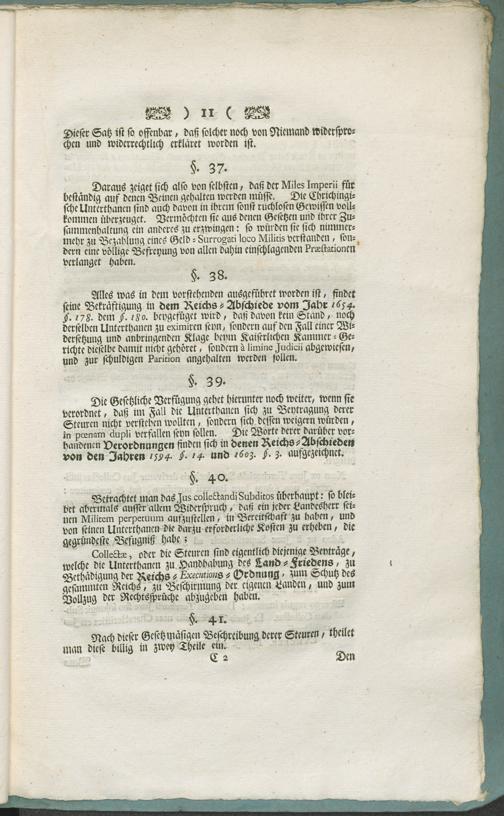 ) 11 (
Dieser Satz ist so offenbar, daß solcher noch von Niemand widerspro-
chen und widerrechtlich erkläret worden ist.
§. 37.
Daraus zeiget sich also von selbsten, daß der Miles Imperii für
beständig auf denen Beinen gehalten werden müsse. Die Chrichingi-
sche Unterthanen sind auch davon in ihrem sonst ruchlosen Gewissen voll-
kommen überzeuget. Vermöchten sie aus denen Gesetzen und ihrer Zu-
sammenhaltung ein anderes zu erzwingen: so würden sie sich nimmer-
mehr zu Bezahlung eines Geld-Surrogati loco Militis verstanden, son-
dern eine völlige Befreyung von allen dahin einschlagenden Præstationen
verlanget haben.
§. 38.
Alles was in dem vorstehenden ausgeführet worden ist, findet
seine Bekräftigung in dem Reichs-Abschiede vom Jahr 1654.
§. 178. dem §. 180. beygefüget wird, daß davon kein Stand, noch
derselben Unterthanen zu eximiren seyn, sondern auf den Fall einer Wi-
dersetzung und anbringenden Klage beym Kaiserlichen Kammer-Ge-
richte dieselbe damit nicht gehöret, sondern à limine Judicii abgewiesen,
und zur schuldigen Parition angehalten werden sollen.
§. 39.
Die Gesetzliche Verfügung gehet hierunter noch weiter, wenn sie
verordnet, daß im Fall die Unterthanen sich zu Beytragung derer
Steuren nicht verstehen wollten, sondern sich dessen weigern würden,
in pœnam dupli verfallen seyn sollen. Die Worte derer darüber vor-
handenen Verordnungen finden sich in denen Reichs-Abschieden
von den Jahren 1594. §. 14. und 1603. §. 3. aufgezeichnet.
§. 40.
Betrachtet man das Jus collectandi Subditos überhaupt: so blei-
bet abermals ausser allem Widerspruch, daß ein jeder Landesherr sei-
nen Militem perpetuum aufzustellen, in Bereitschaft zu haben, und
von seinen Unterthanen die darzu erforderliche Kosten zu erheben, die
gegründeste Befugniß habe;
Collectæ, oder die Steuren sind eigentlich diejenige Beyträge,
welche die Unterthanen zu Handhabung des Land-Friedens, zu
Bethädigung der Reichs-Executions-Ordnung, zum Schutz des
gesammten Reichs, zu Beschirmung der eigenen Landen, und zum
Vollzug der Rechtssprüche abzugeben haben.
§. 41.
Nach dieser Gesetzmäsigen Beschreibung derer Steuren, theilet
man diese billig in zwey Theile ein.
C 2 Den